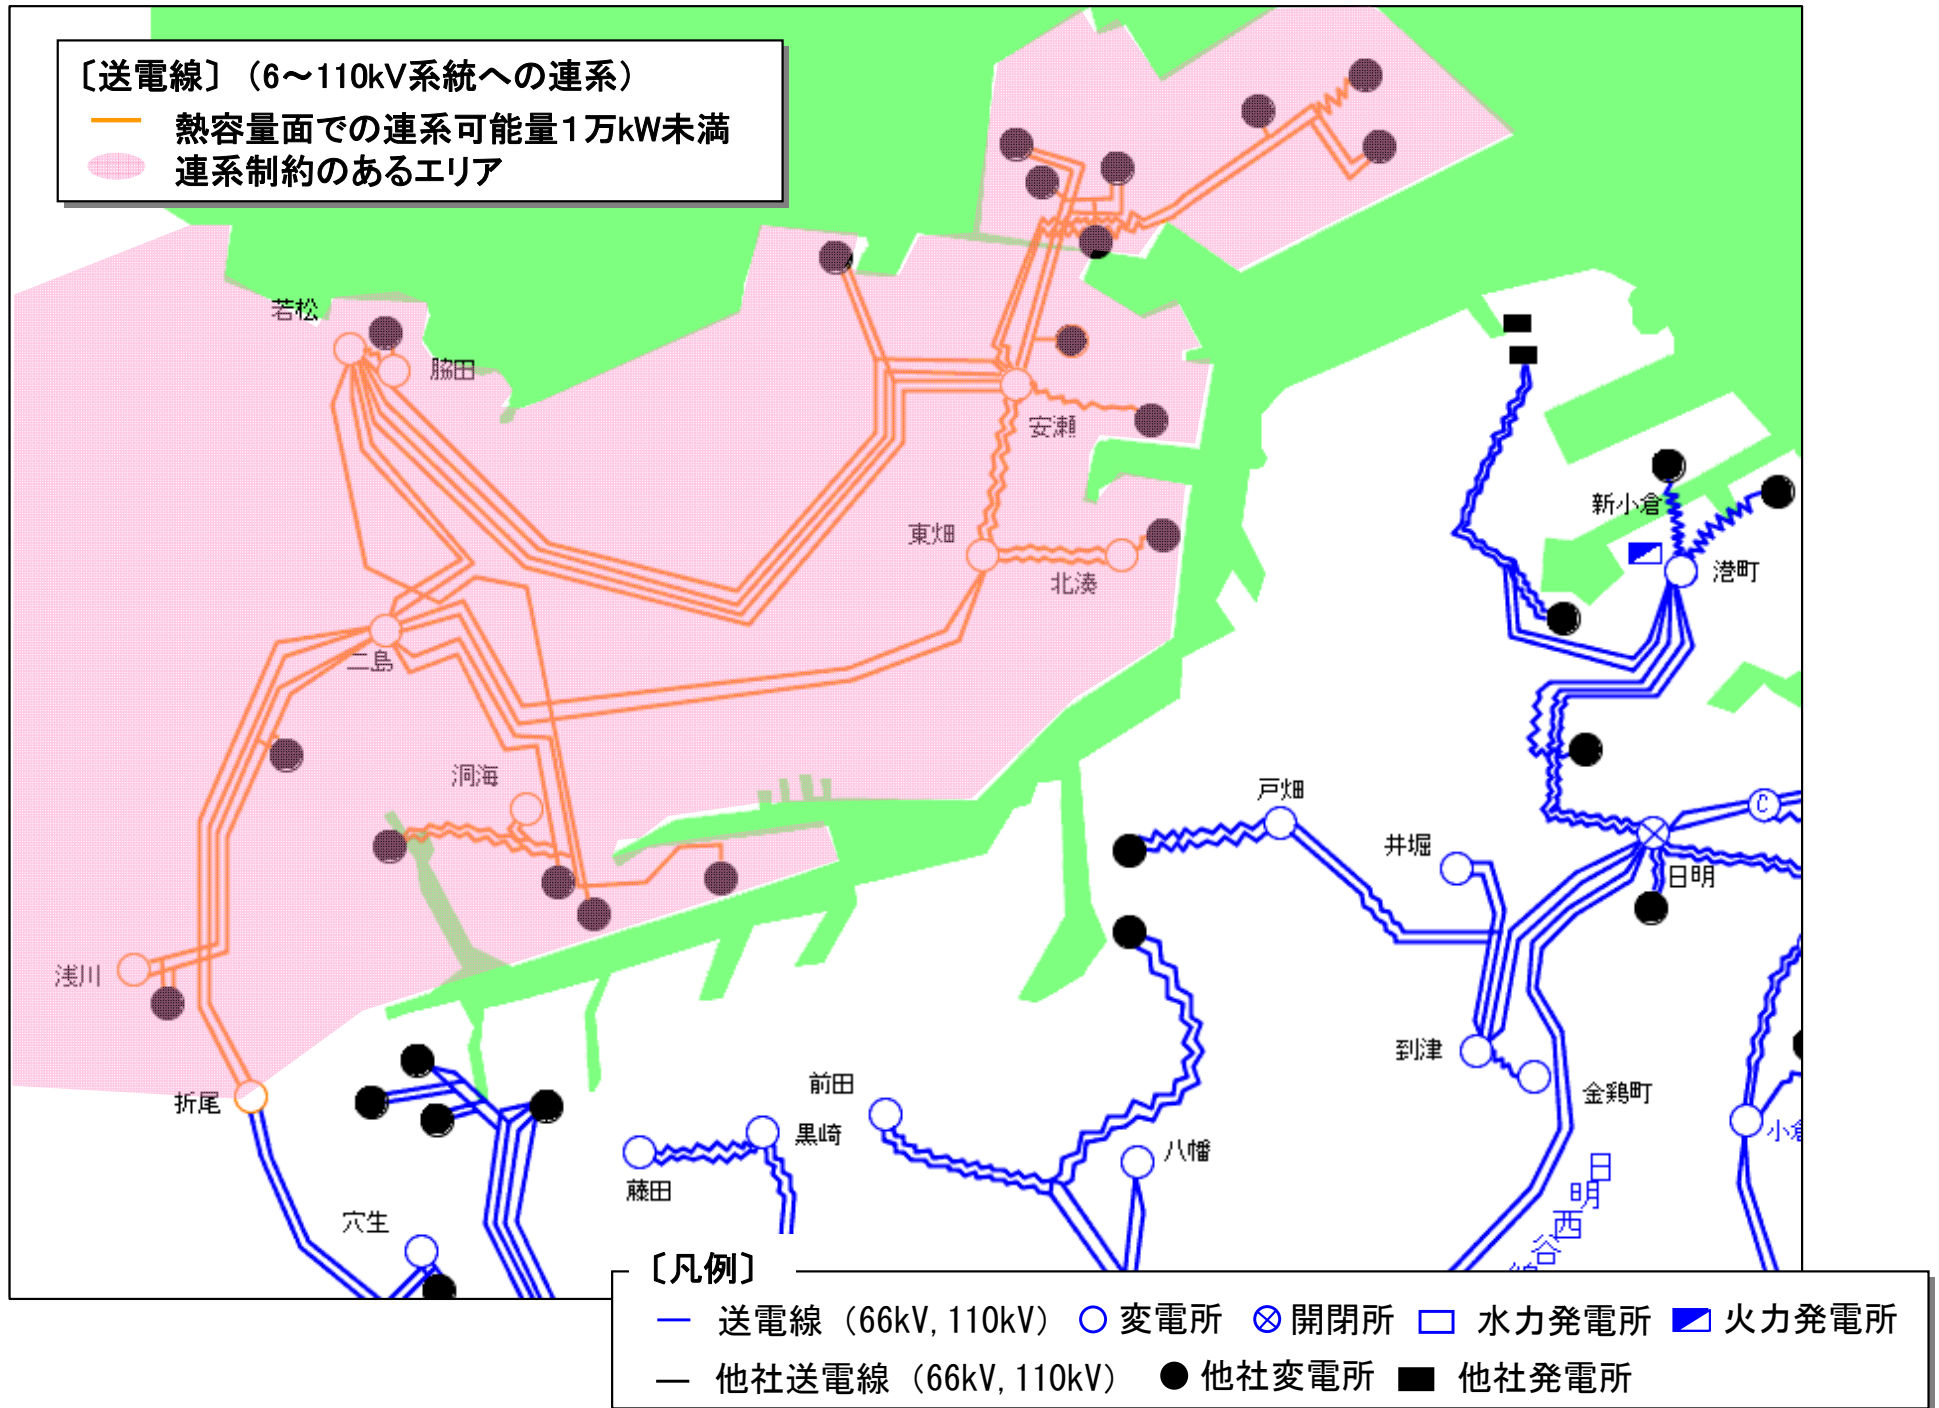 〔送電線〕（6～110kV系統への連系）
熱容量面での連系可能量１万kW未満
連系制約のあるエリア
若松
脇田
安瀬
新小倉
東畑
港町
北湊
二島
洞海
戸畑
井堀
日明
浅川
到津
前田
金鶏町
折尾
黒崎
小倉
八幡
藤田
穴生
日明西谷
C
〔凡例〕
送電線（66kV, 110kV） 変電所 開閉所 水力発電所 火力発電所
他社送電線（66kV, 110kV） 他社変電所 他社発電所